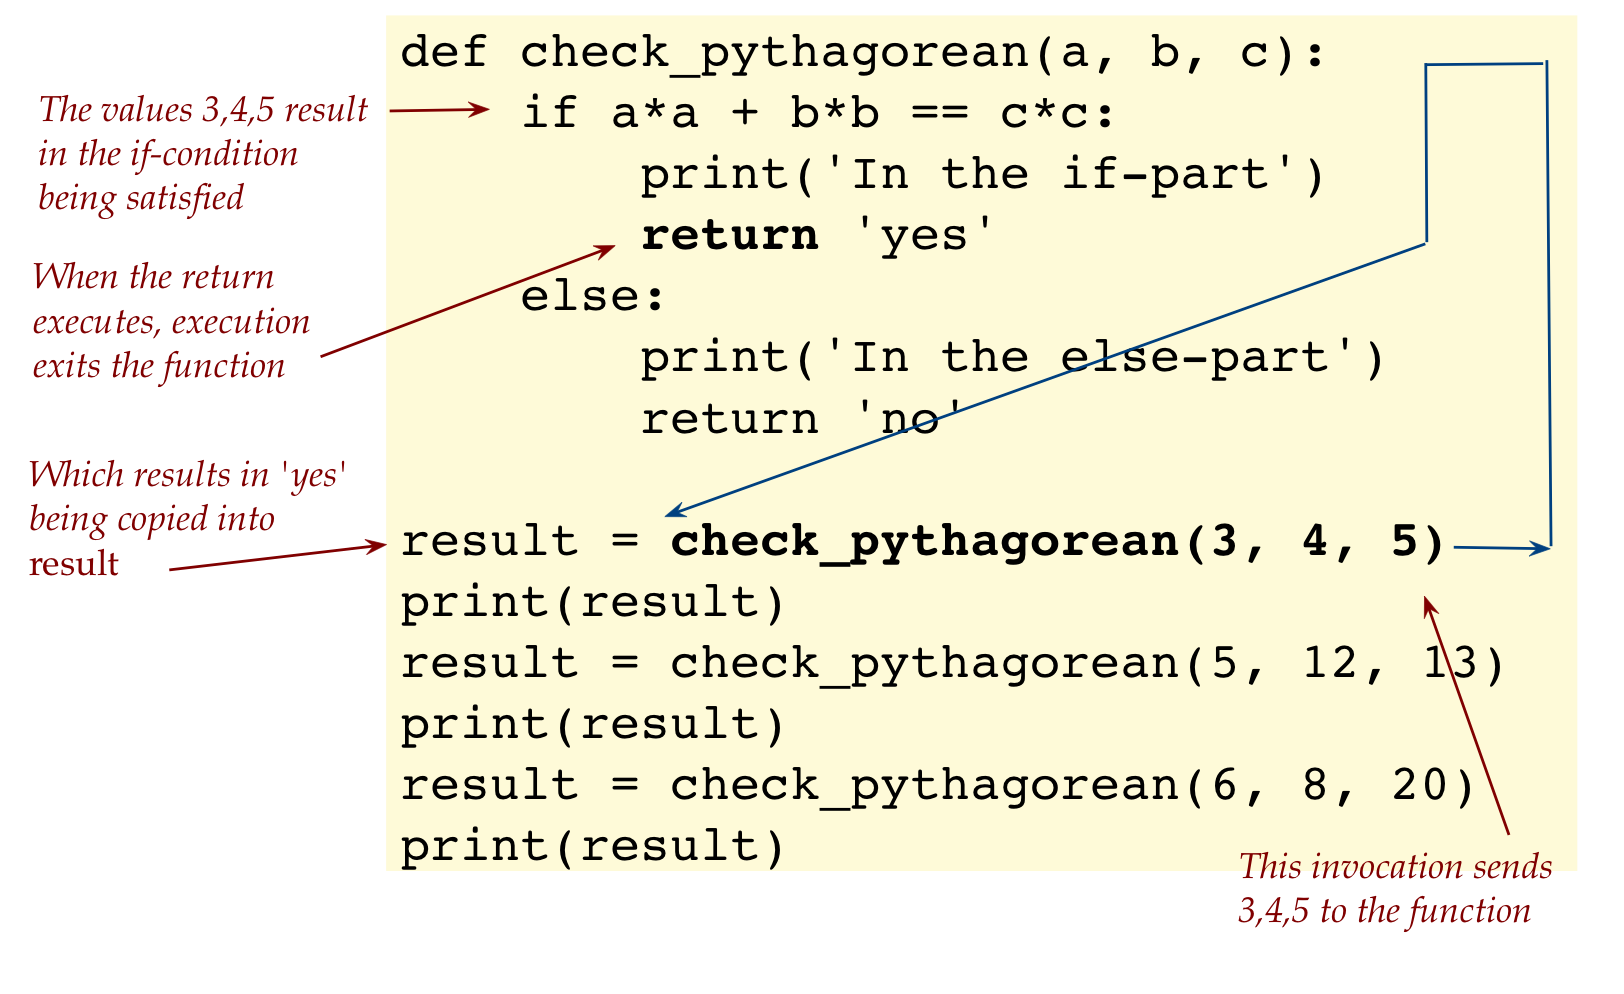 def check_pythagorean(a, b, c):
    if a*a + b*b == c*c:
        print('In the if-part')
        return 'yes'
    else:
        print('In the else-part')
        return 'no'
result = check_pythagorean(3, 4, 5)
print(result)
result = check_pythagorean(5, 12, 13)
print(result)
result = check_pythagorean(6, 8, 20)
print(result)
The values 3,4,5 result
in the if-condition
being satisfied
When the return
executes, execution
exits the function
Which results in 'yes'
being copied into
result
This invocation sends
3,4,5 to the function